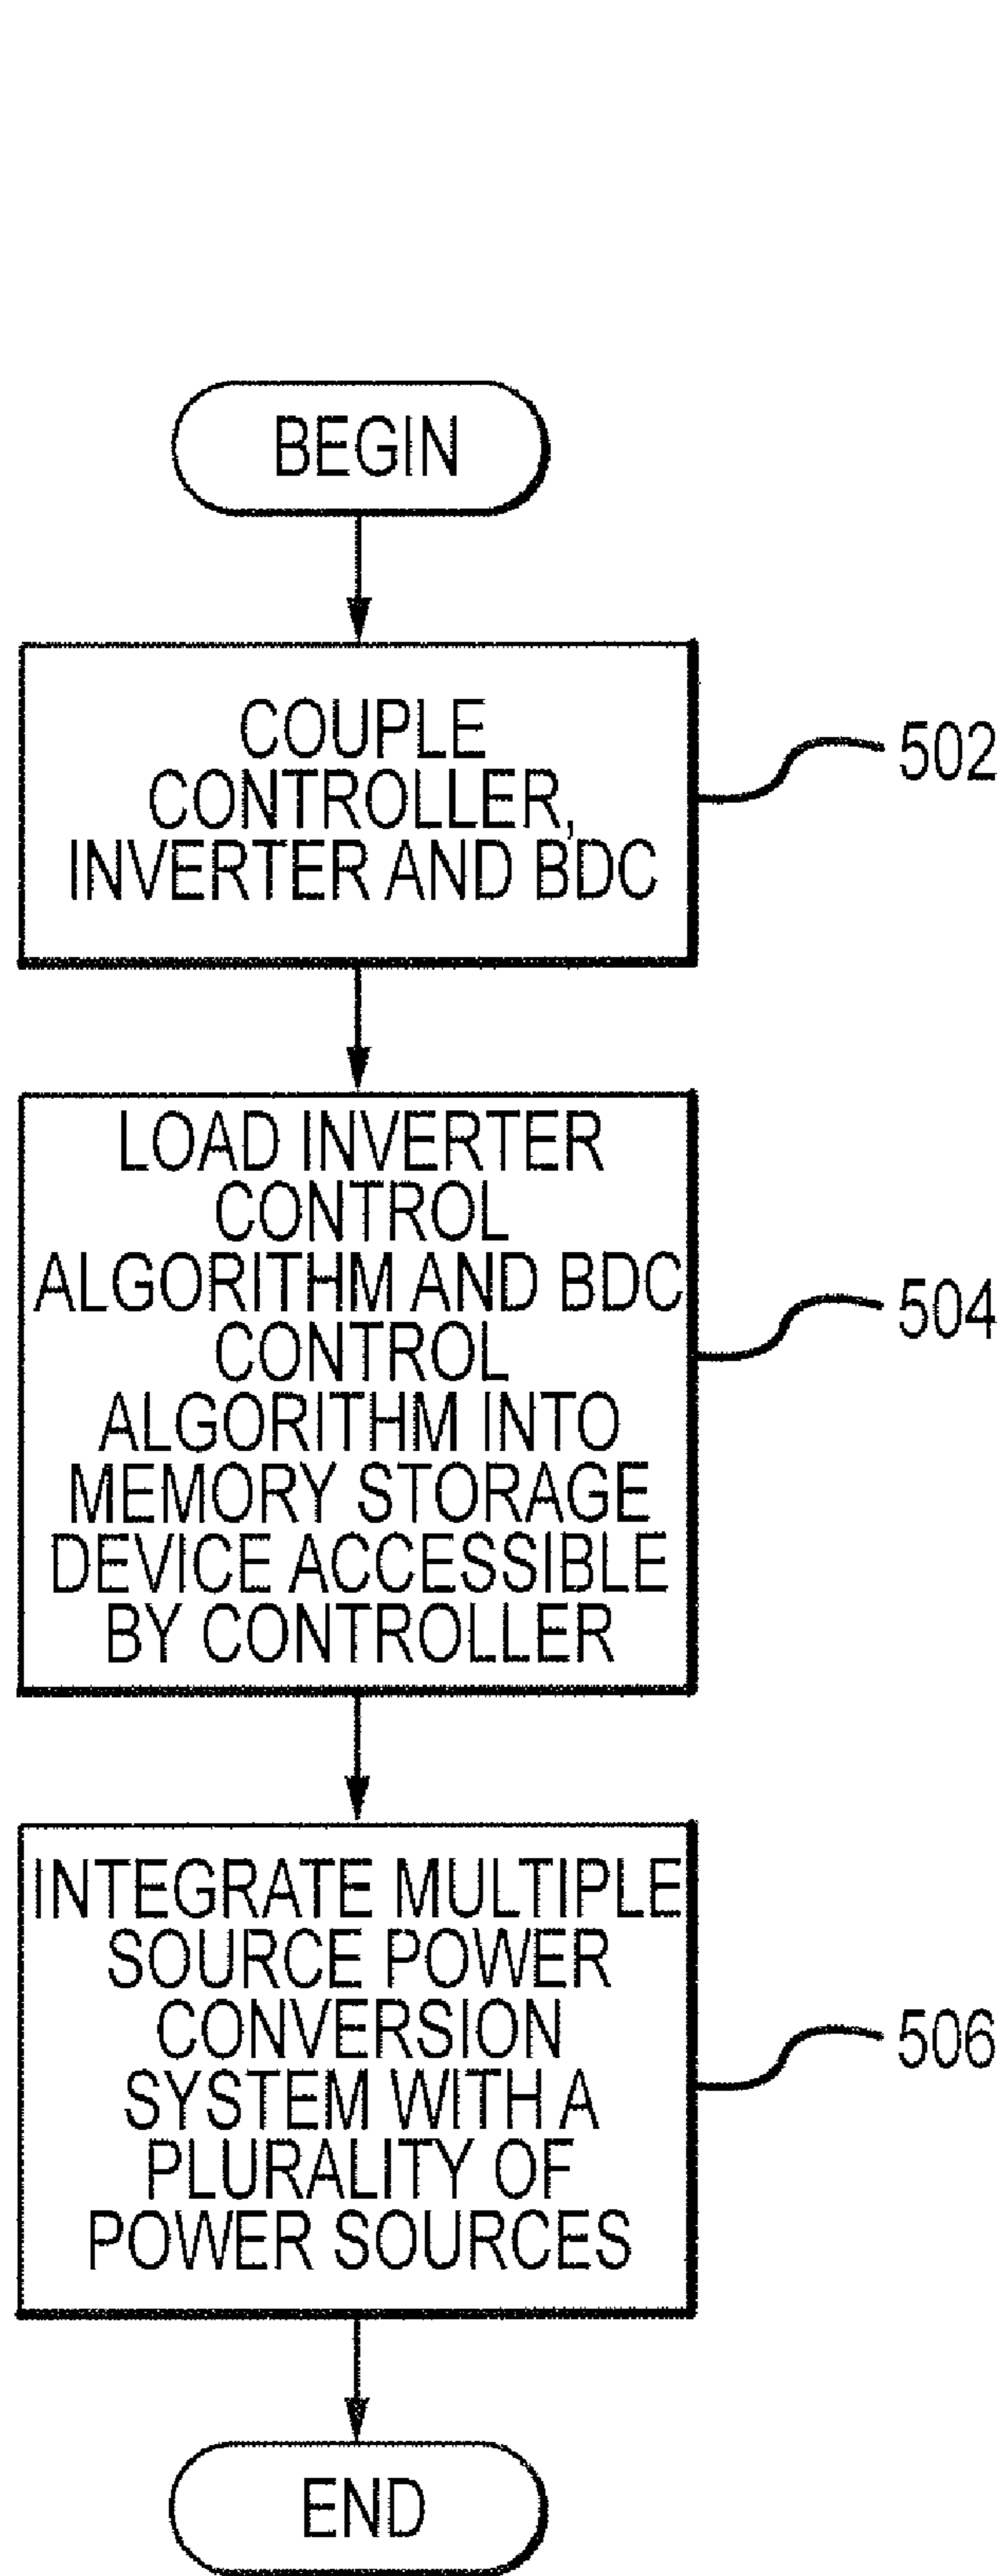 BEGIN
COUPLE
CONTROLLER,
INVERTER AND BDC
502
LOAD INVERTER
CONTROL
ALGORITHM AND BDC
CONTROL
ALGORITHM INTO
MEMORY STORAGE
DEVICE ACCESSIBLE
BY CONTROLLER
504
INTEGRATE MULTIPLE
SOURCE POWER
CONVERSION
SYSTEM WITH A
PLURALITY OF
POWER SOURCES
506
END